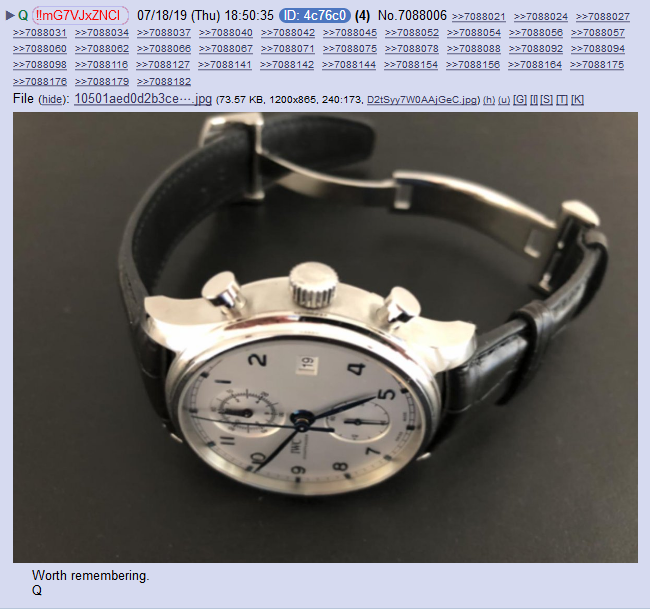 Q !!mG7VJxZNCI 07/18/19 (Thu) 18:50:35 ID: 4c76c0 (4) No.7088006 >>7088021 >>7088024 >>7088027
>>7088031 >>7088034 >>7088037 >>7088040 >>7088042 >>7088045 >>7088052 >>7088054 >>7088056 >>7088057
>>7088060 >>7088062 >>7088066 >>7088067 >>7088071 >>7088075 >>7088078 >>7088088 >>7088092 >>7088094
>>7088098 >>7088116 >>7088127 >>7088141 >>7088142 >>7088144 >>7088154 >>7088156 >>7088164 >>7088175
>>7088176 >>7088179 >>7088182
File (hide): 10501aed0d2b3ce⋯.jpg (73.57 KB, 1200x865, 240:173, D2tSyy7W0AAjGeC.jpg) (h) (u) [G] [I] [S] [T] [K]
2
19
4
1
5
11
IWC
10
9
8
7
Worth remembering.
Q